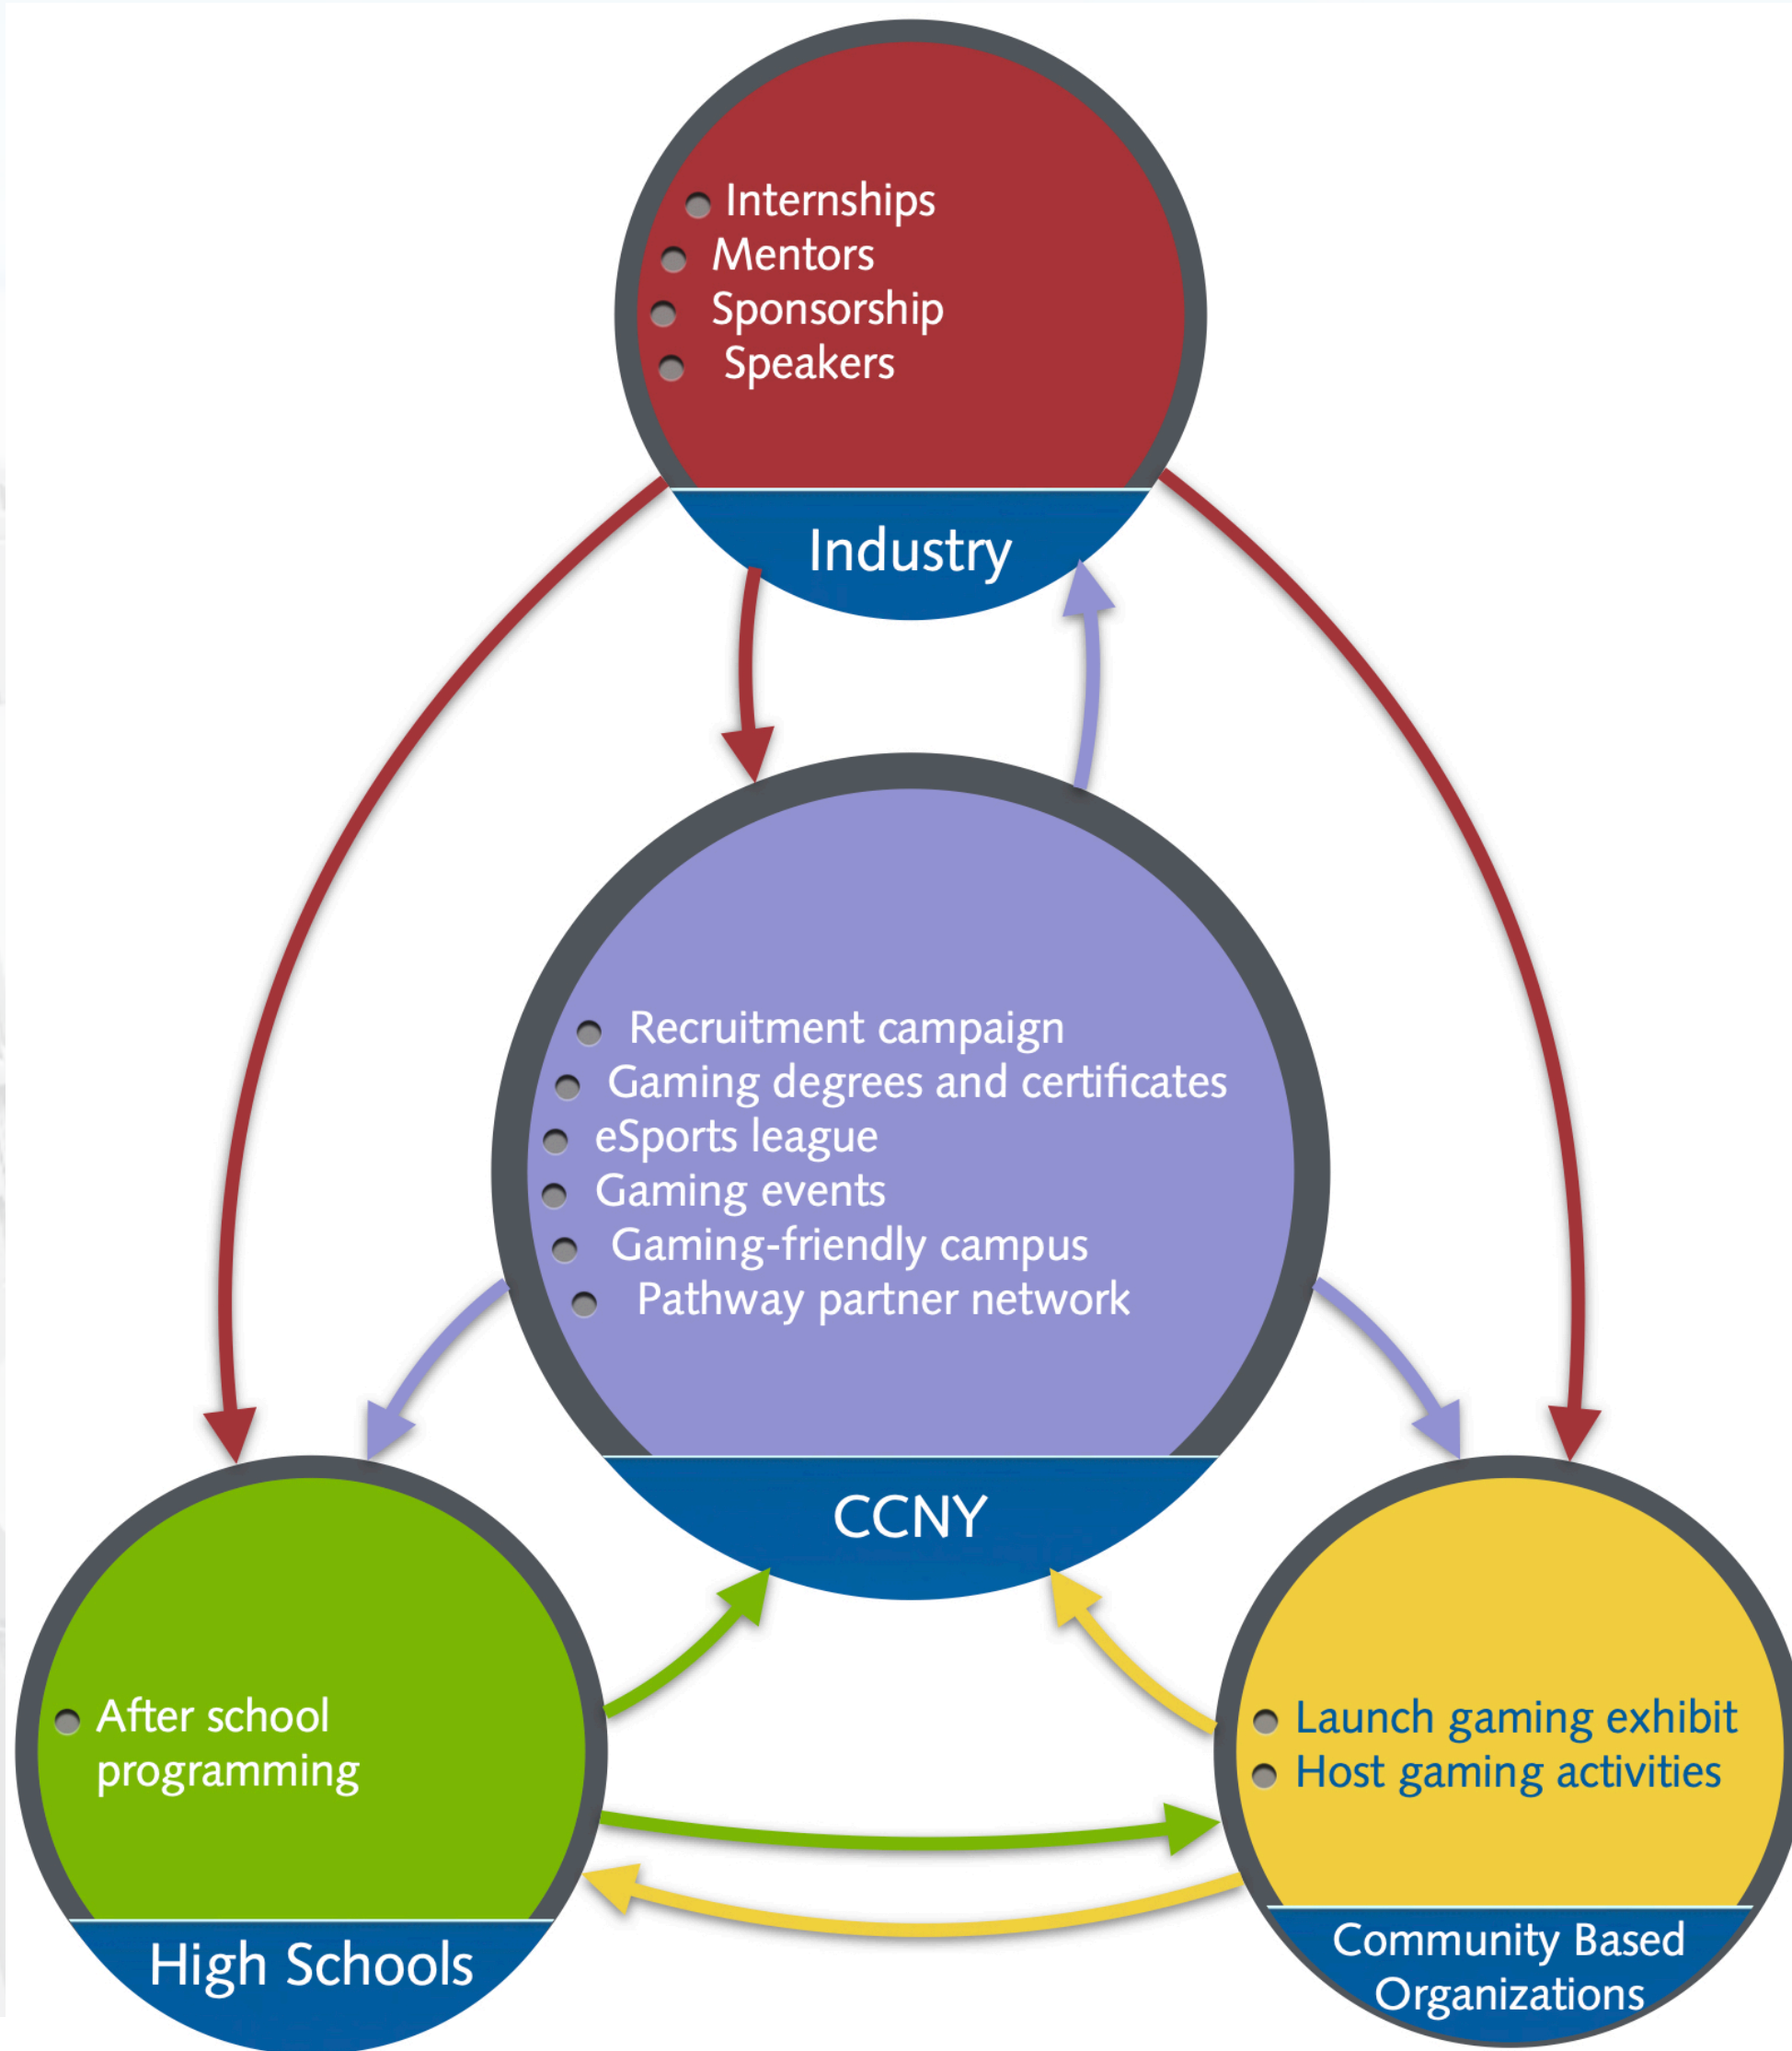 Internships
Mentors
Sponsorship
Speakers
Industry
Recruitment campaign
Gaming degrees and certificates
eSports league
Gaming events
Gaming-friendly campus
Pathway partner network
CCNY
After school
programming
High Schools
Launch gaming exhibit
Host gaming activities
Community Based
Organizations